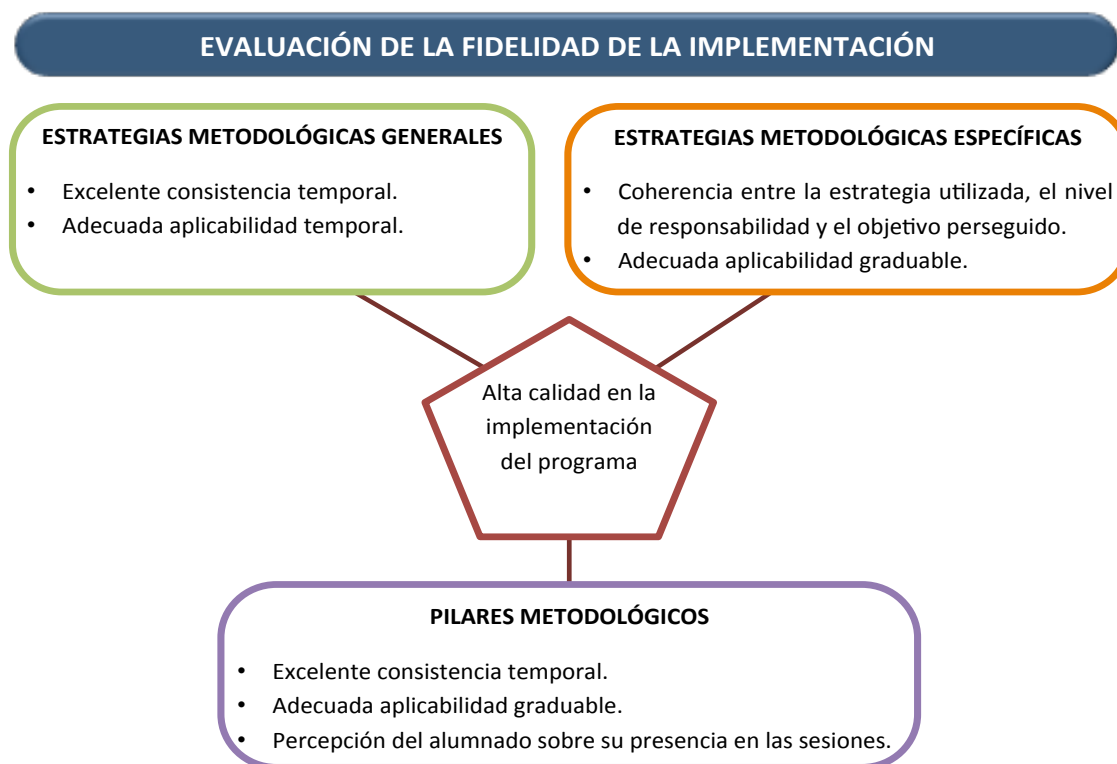 EVALUACIÓN DE LA FIDELIDAD DE LA IMPLEMENTACIÓN
ESTRATEGIAS METODOLÓGICAS GENERALES
• Excelente consistencia temporal.
• Adecuada aplicabilidad temporal.
ESTRATEGIAS METODOLÓGICAS ESPECÍFICAS
• Coherencia entre la estrategia utilizada, el nivel
de responsabilidad y el objetivo perseguido.
• Adecuada aplicabilidad graduable.
Alta calidad en la
implementación
del programa
PILARES METODOLÓGICOS
• Excelente consistencia temporal.
• Adecuada aplicabilidad graduable.
• Percepción del alumnado sobre su presencia en las sesiones.